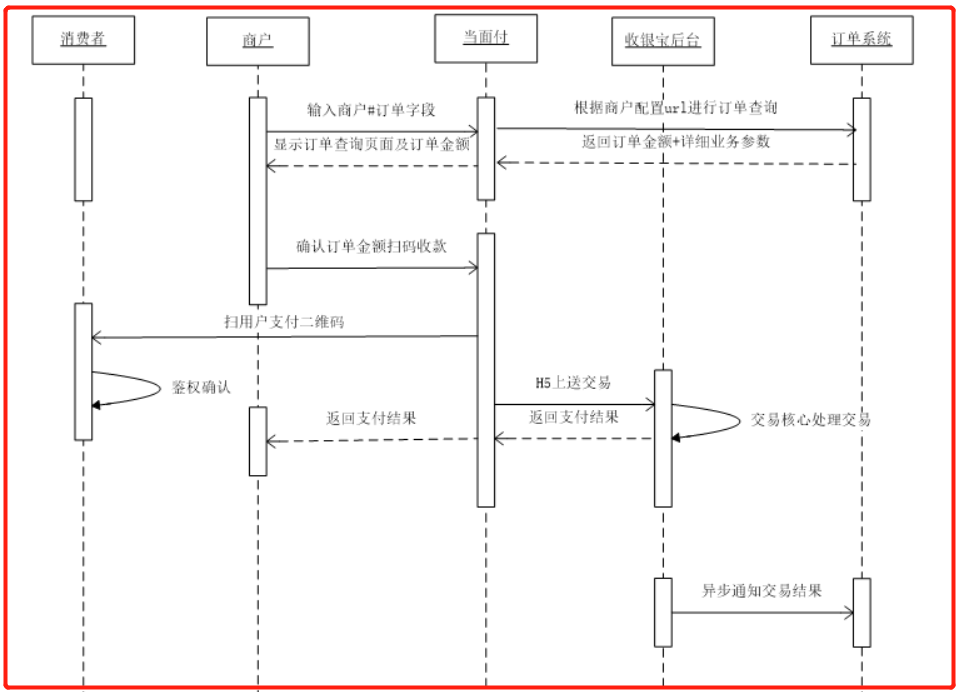 消费者
商户
当面付
收银宝后台
订单系统
输入商户#订单字段
根据商户配置url进行订单查询
显示订单查询页面及订单金额
返回订单金额+详细业务参数
确认订单金额扫码收款
扫用户支付二维码
鉴权确认
H5上送交易
返回支付结果
返回支付结果
交易核心处理交易
异步通知交易结果